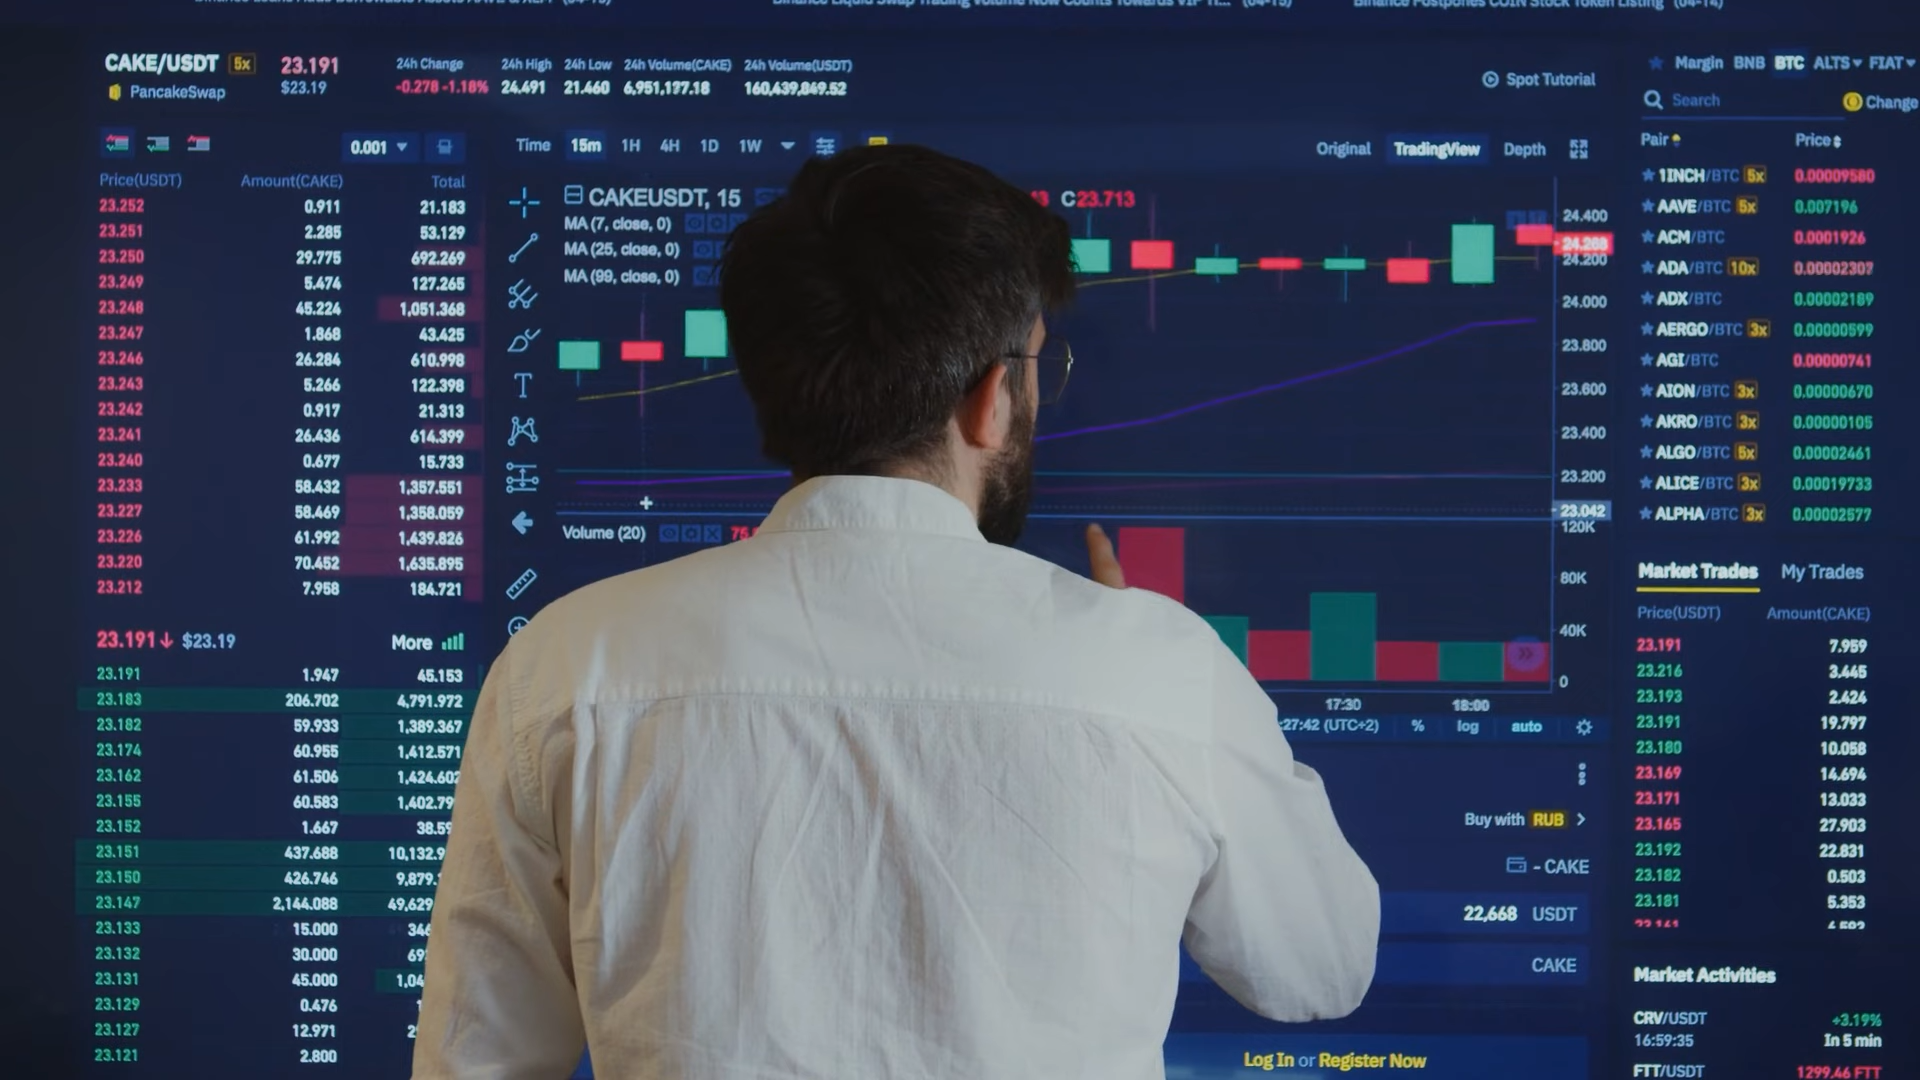 (04-15)
Binance Liquid Swap Trading Volume Now Counts Towards VIP Ti... (04-15)
Binance Postpones COIN Stock Token Listing (04-14)
CAKE/USDT 5x 23.191
PancakeSwap $23.19
24h Change 24h High 24h Low 24h Volume(CAKE) 24h Volume(USDT)
-0.278 -1.18% 24.491 21.460 6,951,177.18 160,439,049.52
Spot Tutorial
0.001
Price(USDT) Amount(CAKE) Total
23.252 0.911 21.183
23.251 2.285 53.129
23.250 29.775 692.269
23.249 5.474 127.265
23.248 45.224 1,051.368
23.247 1.868 43.425
23.246 26.284 610.998
23.243 5.266 122.398
23.242 0.917 21.313
23.241 26.436 614.399
23.240 0.677 15.733
23.233 58.432 1,357.551
23.227 58.469 1,358.059
23.226 61.992 1,439.826
23.220 70.452 1,635.895
23.212 7.958 184.721
23.191↓ $23.19 More
23.191 1.947 45.153
23.183 206.702 4,791.972
23.182 59.933 1,389.367
23.174 60.955 1,412.571
23.162 61.506 1,424.602
23.155 60.583 1,402.79
23.152 1.667 38.59
23.151 437.688 10,132.9
23.150 426.746 9,879.
23.147 2,144.088 49,629
23.133 15.000 346
23.132 30.000 69
23.131 45.000 1,04
23.129 0.476 1
23.127 12.971 2
23.121 2.800
Time 15m 1H 4H 1D 1W
Original TradingView Depth
CAKEUSDT, 15 C23.713
MA (7, close, 0)
MA (25, close, 0)
MA (99, close, 0)
24.400
24.200
24.000
23.800
23.600
23.400
23.200
23.042
Volume (20) 75
120K
80K
40K
0
17:30 18:00
:27:42 (UTC+2) % log auto
Buy with RUB >
- CAKE
22,668 USDT
CAKE
Log In or Register Now
Margin BNB BTC ALTS FIAT
Search Change
Pair Price
1INCH/BTC 5x 0.00009580
AAVE/BTC 5x 0.007196
ACM/BTC 0.0001926
ADA/BTC 10x 0.00002307
ADX/BTC 0.00002189
AERGO/BTC 3x 0.00000599
AGI/BTC 0.00000741
AION/BTC 3x 0.00000670
AKRO/BTC 3x 0.00000105
ALGO/BTC 5x 0.00002461
ALICE/BTC 3x 0.00019733
ALPHA/BTC 3x 0.00002577
Market Trades My Trades
Price(USDT) Amount(CAKE)
23.191 7.959
23.216 3.445
23.193 2.424
23.191 19.797
23.180 10.058
23.169 14.694
23.171 13.033
23.165 27.903
23.192 22.831
23.182 0.503
23.181 5.353
Market Activities
CRV/USDT +3.19%
16:59:35 In 5 min
FTT/USDT 1299.46 FTT